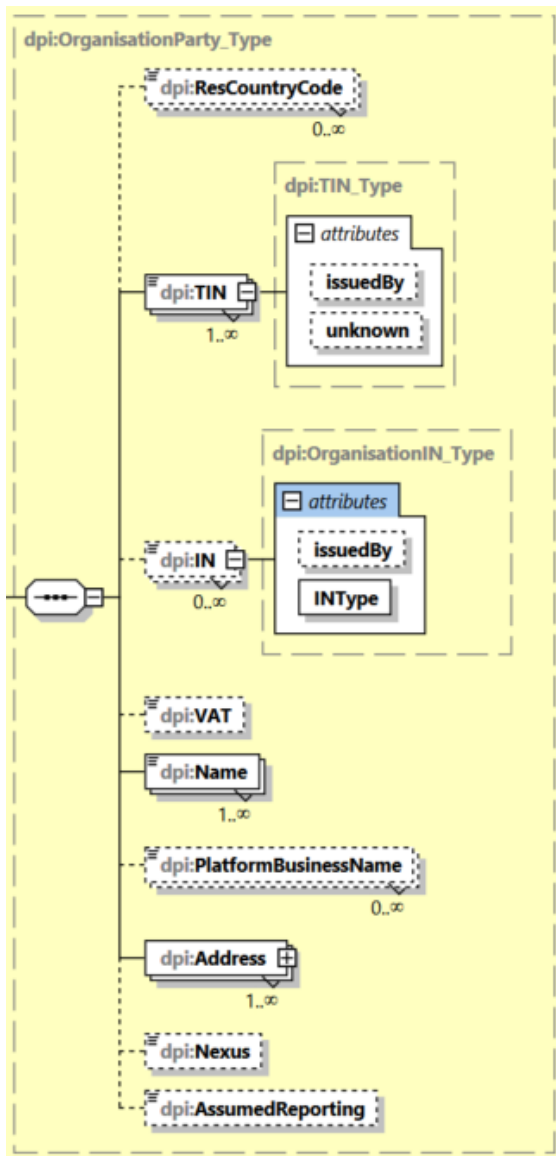 dpi:OrganisationParty_Type
dpi:ResCountryCode
0..∞
dpi:TIN_Type
attributes
issuedBy
dpi:TIN
unknown
1..∞
dpi:OrganisationIN_Type
attributes
issuedBy
dpi:IN
INType
0..∞
dpi:VAT
dpi:Name
1..∞
dpi:PlatformBusinessName
0..∞
dpi:Address
1..∞
dpi:Nexus
dpi:AssumedReporting